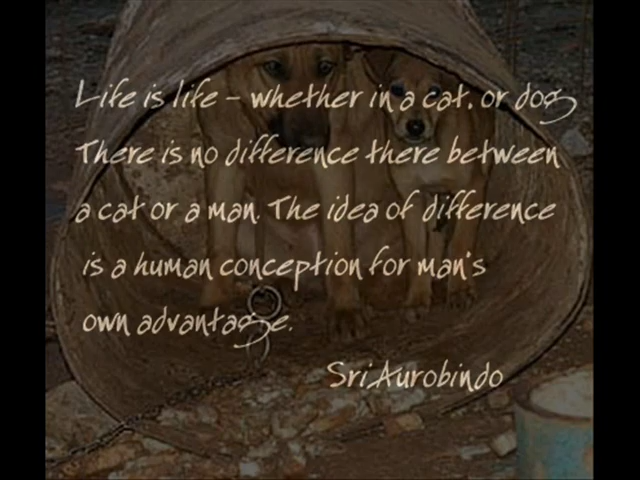 Life is life - whether in a cat, or dog
There is no difference there between
a cat or a man. The idea of difference
is a human conception for man's
own advantage.
Sri Aurobindo